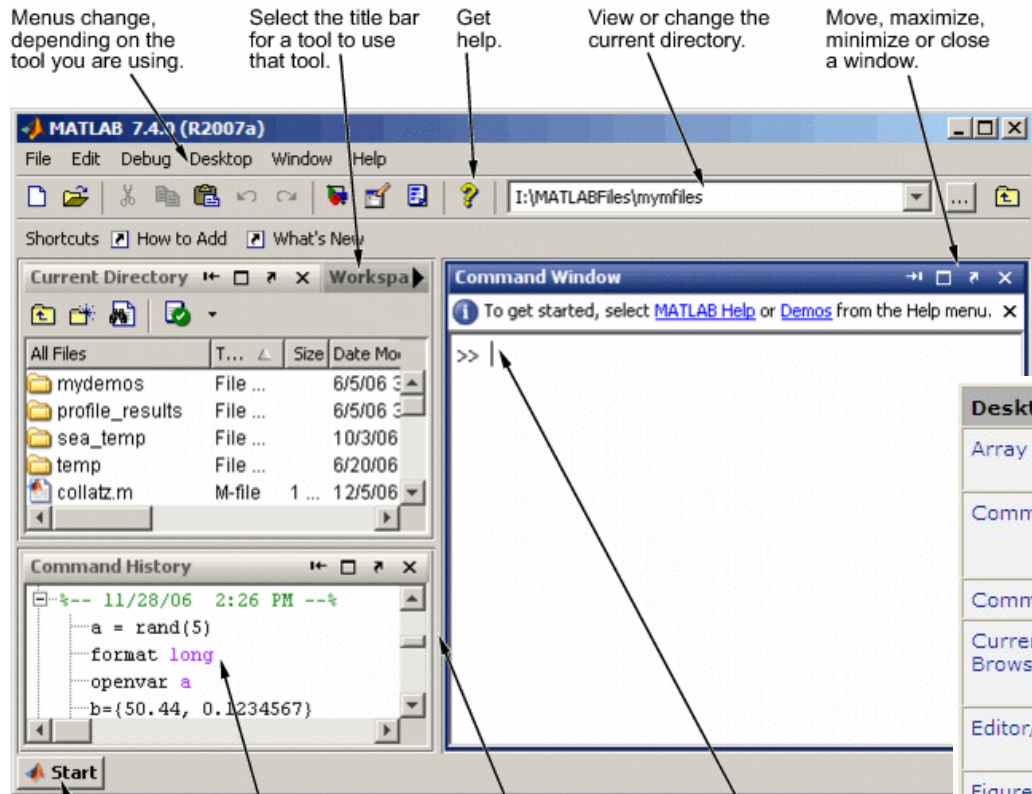 Menus change,
depending on the
tool you are using.
Select the title bar
for a tool to use
that tool.
Get
help.
View or change the
current directory.
Move, maximize,
minimize or close
a window.
MATLAB 7.4.0 (R2007a)
File Edit Debug Desktop Window Help
I:\MATLABFiles\mymfiles
...
Shortcuts How to Add What's New
Current Directory Workspa
All Files T... Size Date Mo
mydemos File ... 6/5/06 3
profile_results File ... 6/5/06 3
sea_temp File ... 10/3/06
temp File ... 6/20/06
collatz.m M-file 1 ... 12/5/06
Command History
%-- 11/28/06 2:26 PM --%
a = rand(5)
format long
openvar a
b={50.44, 0.1234567}
Start
Command Window
To get started, select MATLAB Help or Demos from the Help menu.
>>
Deskt
Array
Comm
Comm
Curre
Brows
Editor/